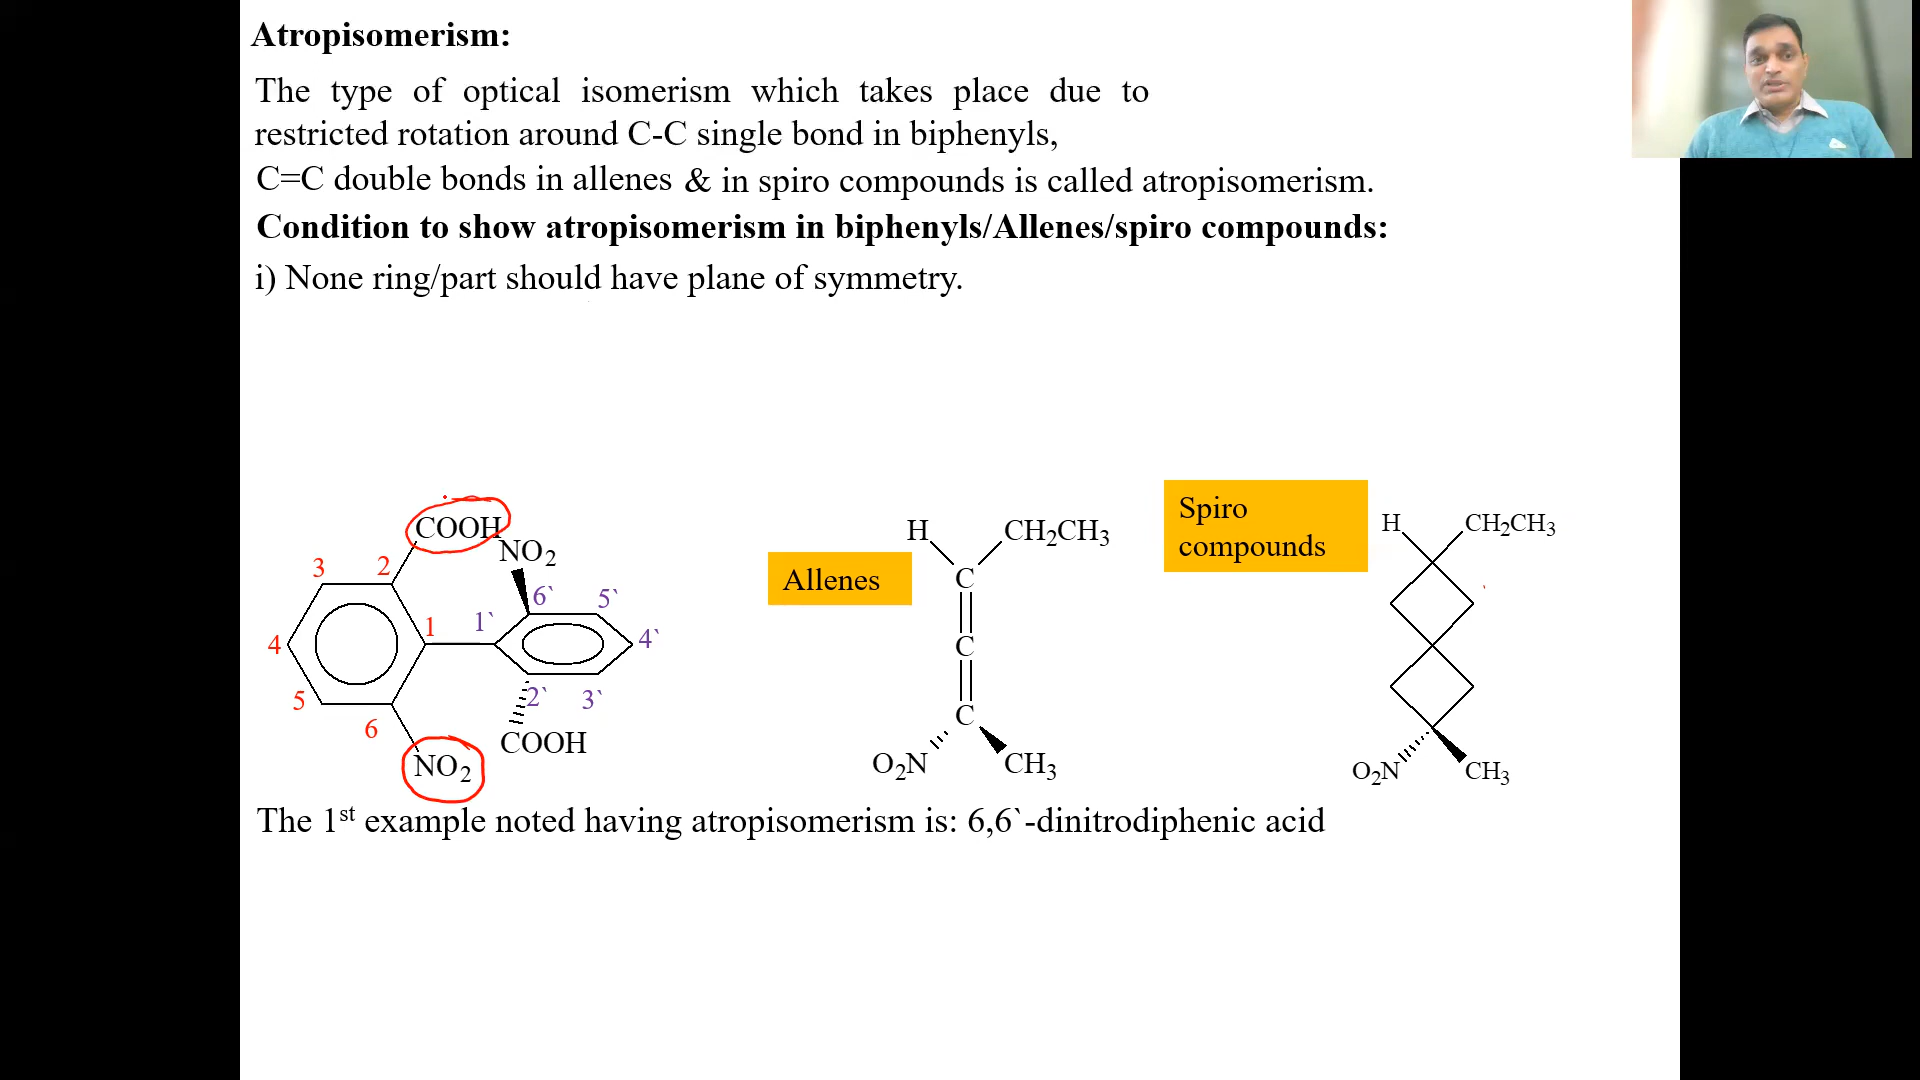 Atropisomerism:
The type of optical isomerism which takes place due to
restricted rotation around C-C single bond in biphenyls,
C=C double bonds in allenes & in spiro compounds is called atropisomerism.
Condition to show atropisomerism in biphenyls/Allenes/spiro compounds:
i) None ring/part should have plane of symmetry.
COOH
NO2
3
2
6`
5`
1
1`
4
4`
5
2`
3`
6
COOH
NO2
Allenes
H
CH2CH3
C
C
C
O2N
CH3
Spiro
compounds
H
CH2CH3
O2N
CH3
The 1st example noted having atropisomerism is: 6,6`-dinitrodiphenic acid